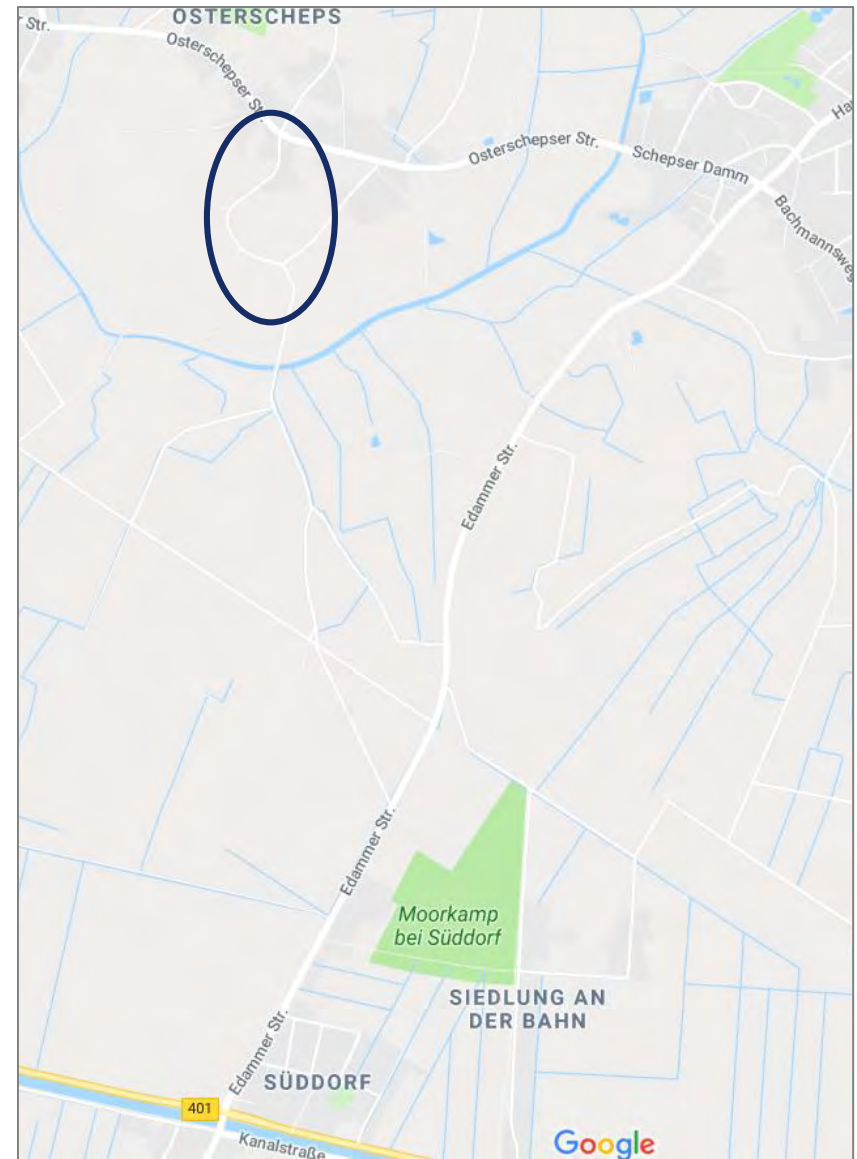 Str.
OSTERSCHEPS
Osterschepser Str.
Osterschepser Str.
Schepser Damm
Bachmannsweg
Edammer Str.
Edammer Str.
Moorkamp
bei Süddorf
SIEDLUNG AN
DER BAHN
Edammer Str.
SÜDDORF
401
Kanalstraße
Google